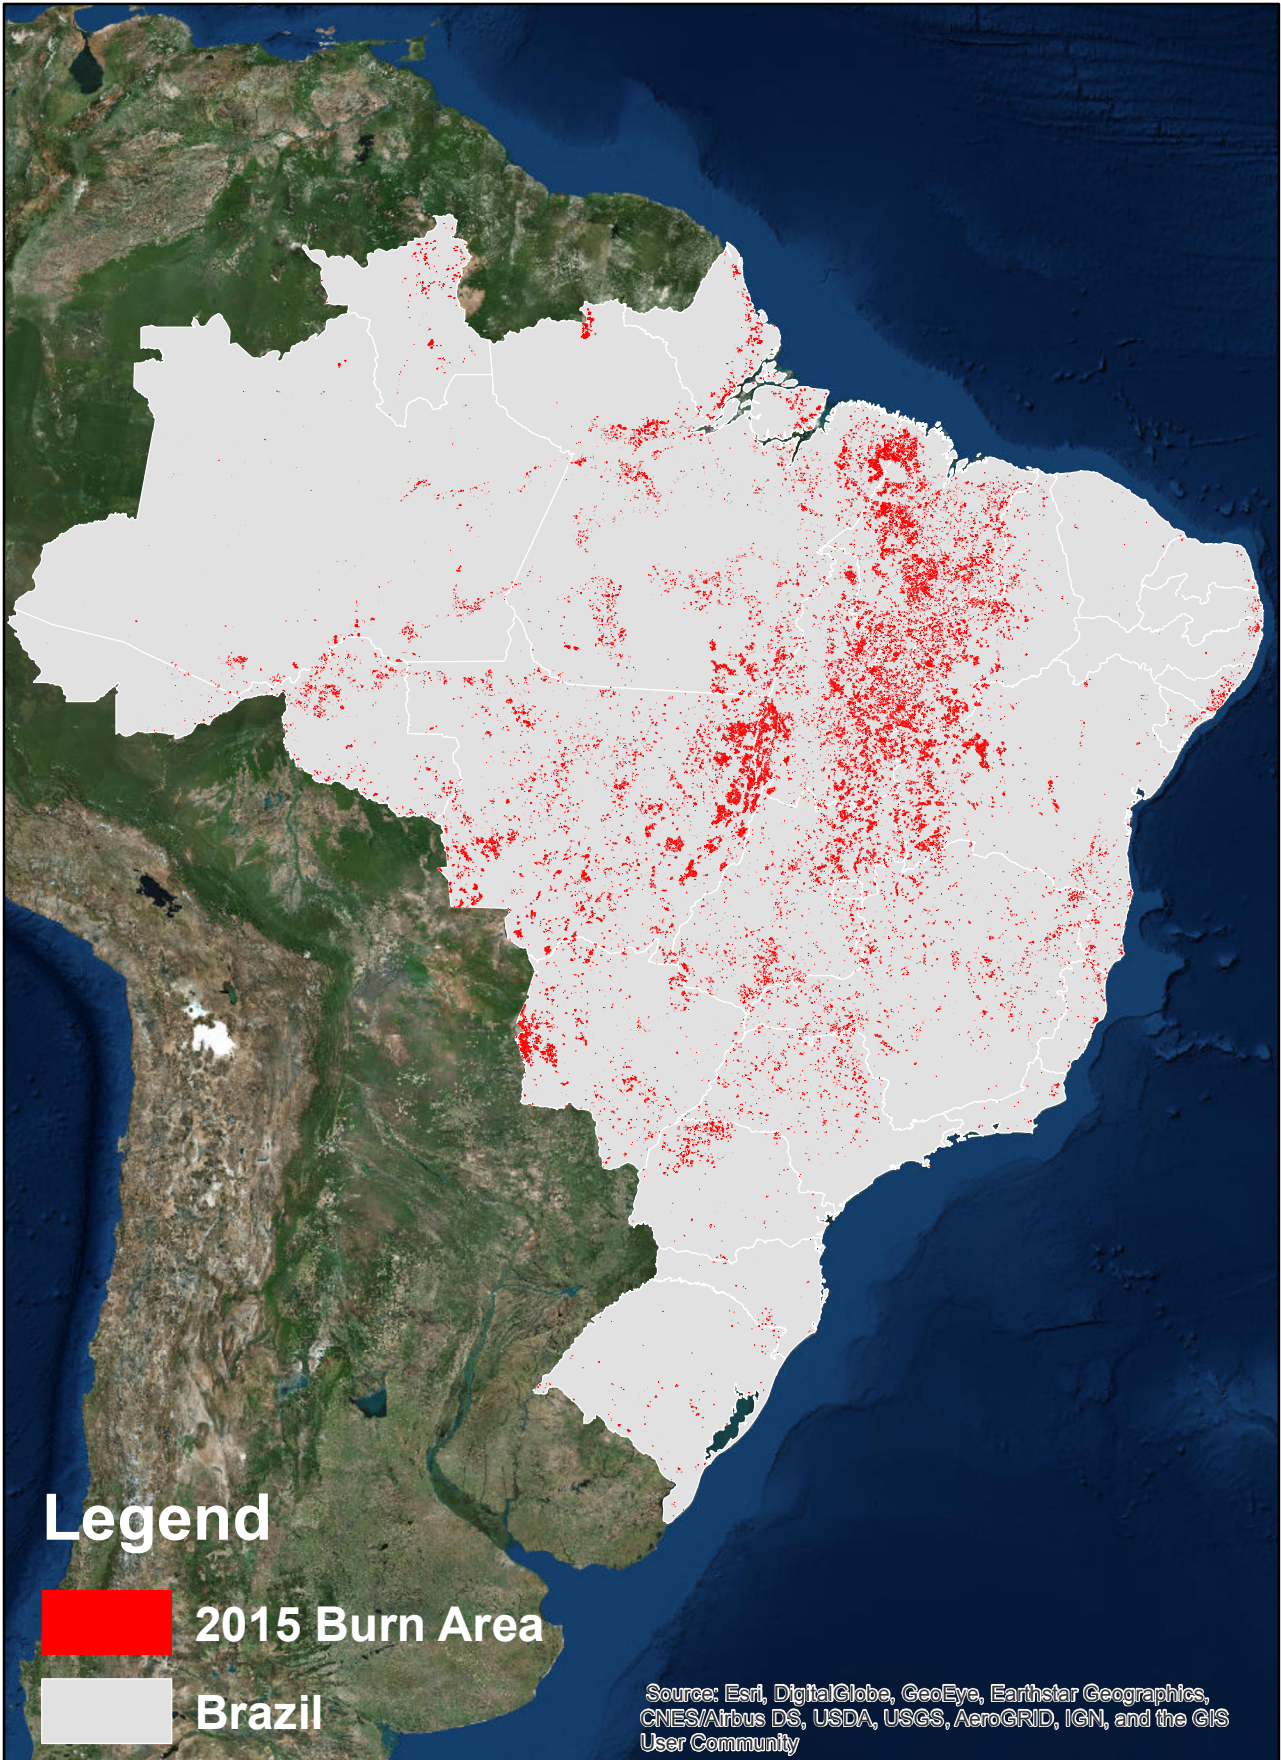 Legend
2015 Burn Area
Brazil
Source: Esri, DigitalGlobe, GeoEye, Earthstar Geographics,
CNES/Airbus DS, USDA, USGS, AeroGRID, IGN, and the GIS
User Community